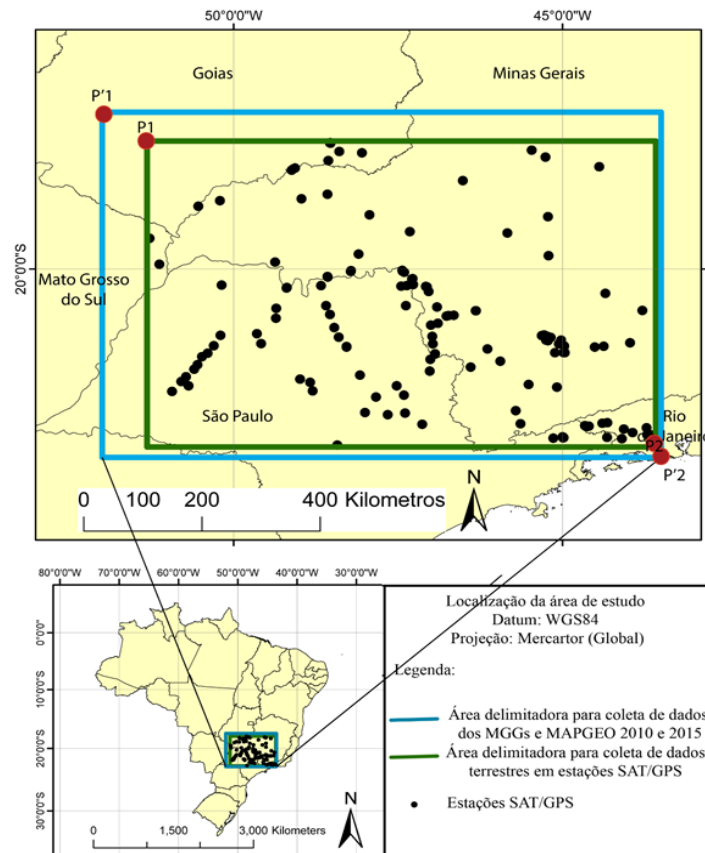 50°0'0"W 45°0'0"W
Goias
Minas Gerais
P'1
P1
20°0'0"S
Mato Grosso
do Sul
São Paulo
Rio
de Janeiro
P2
P'2
N
0 100 200 400 Kilometros
80°0'0"W 70°0'0"W 60°0'0"W 50°0'0"W 40°0'0"W 30°0'0"W
0°0'0"
10°0'0"S
20°0'0"S
30°0'0"S
N
0 1,500 3,000 Kilometers
Localização da área de estudo
Datum: WGS84
Projeção: Mercartor (Global)
Legenda:
Área delimitadora para coleta de dados
dos MGGs e MAPGEO 2010 e 2015
Área delimitadora para coleta de dados
terrestres em estações SAT/GPS
Estações SAT/GPS